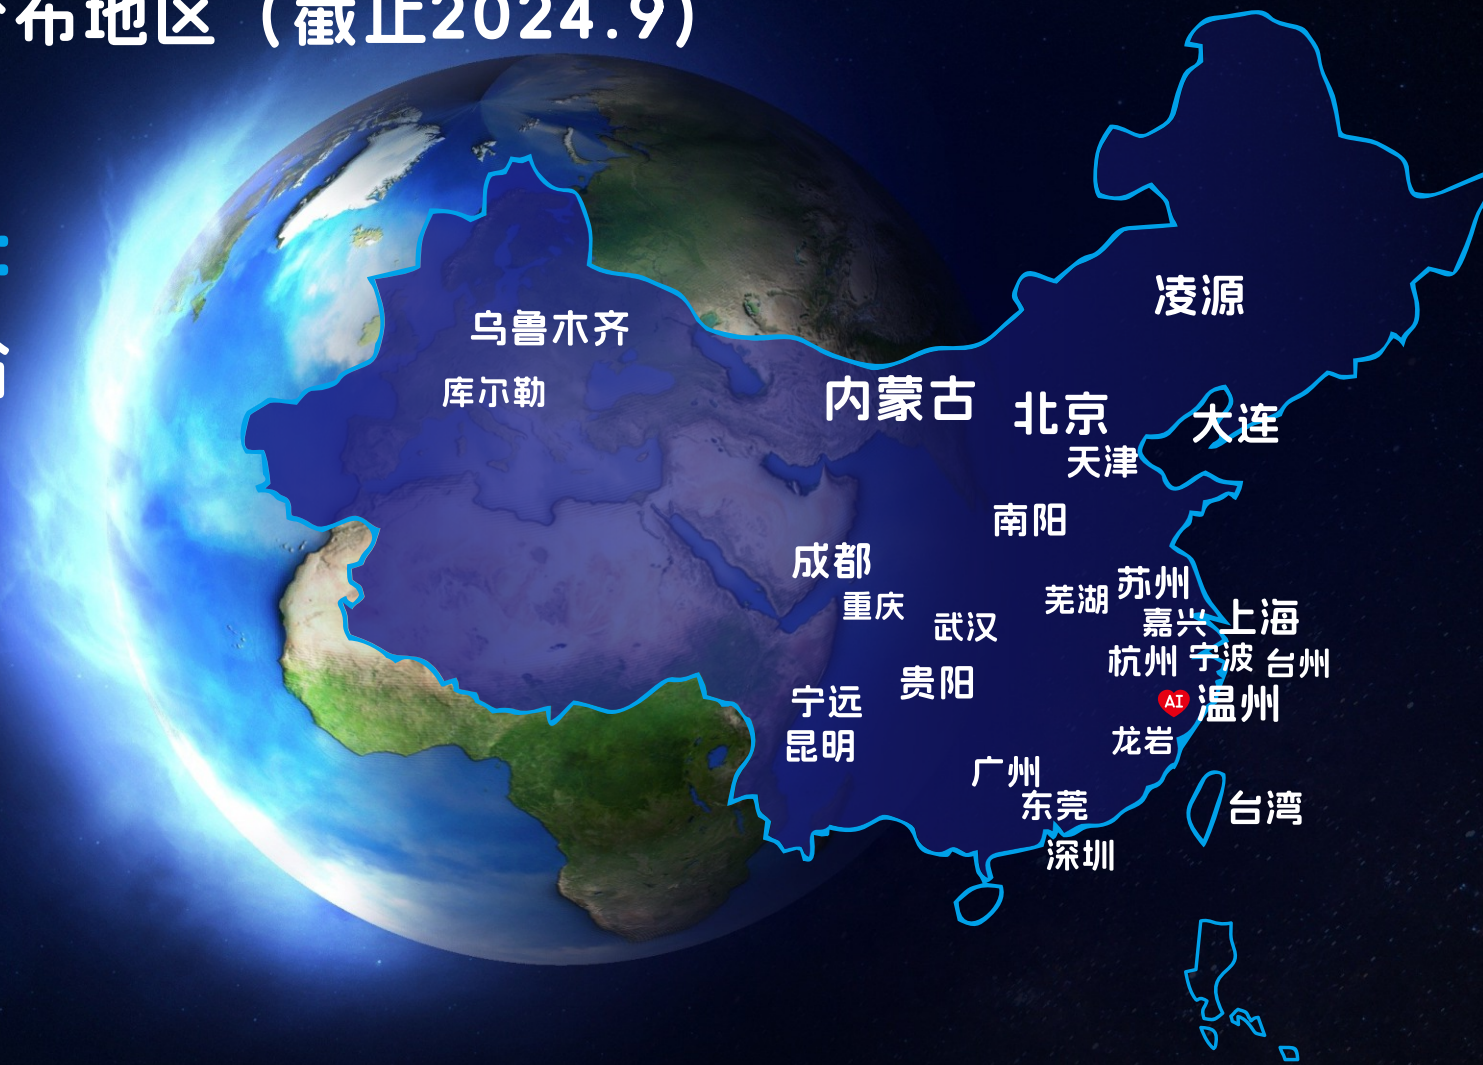 布地区（截止2024.9)
凌源
乌鲁木齐
库尔勒
内蒙古
北京
大连
天津
南阳
成都
重庆
武汉
芜湖
苏州
嘉兴
上海
杭州
宁波
台州
贵阳
宁远
昆明
AI
温州
龙岩
广州
东莞
台湾
深圳